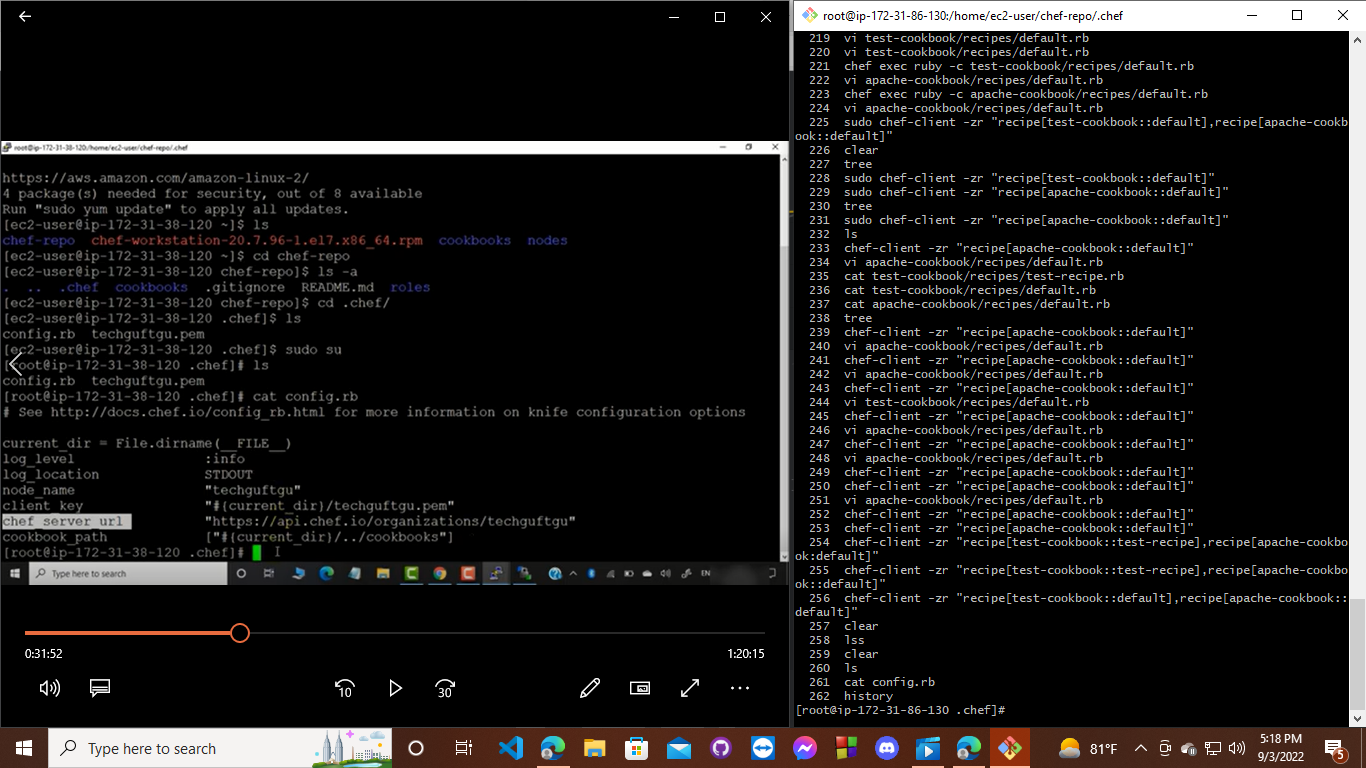 root@ip-172-31-38-120:/home/ec2-user/chef-repo/.chef
https://aws.amazon.com/amazon-linux-2/
4 package(s) needed for security, out of 8 available
Run "sudo yum update" to apply all updates.
[ec2-user@ip-172-31-38-120 ~]$ ls
chef-repo  chef-workstation-20.7.96-1.el7.x86_64.rpm  cookbooks  nodes
[ec2-user@ip-172-31-38-120 ~]$ cd chef-repo
[ec2-user@ip-172-31-38-120 chef-repo]$ ls -a
.  ..  .chef  cookbooks  .gitignore  README.md  roles
[ec2-user@ip-172-31-38-120 chef-repo]$ cd .chef/
[ec2-user@ip-172-31-38-120 .chef]$ ls
config.rb  techguftgu.pem
[ec2-user@ip-172-31-38-120 .chef]$ sudo su
[root@ip-172-31-38-120 .chef]# ls
config.rb  techguftgu.pem
[root@ip-172-31-38-120 .chef]# cat config.rb
# See http://docs.chef.io/config_rb.html for more information on knife configuration options
current_dir = File.dirname(__FILE__)
log_level                :info
log_location             STDOUT
node_name                "techguftgu"
client_key               "#{current_dir}/techguftgu.pem"
chef_server_url          "https://api.chef.io/organizations/techguftgu"
cookbook_path            ["#{current_dir}/../cookbooks"]
[root@ip-172-31-38-120 .chef]#
Type here to search
EN
0:31:52
1:20:15
10
30
root@ip-172-31-86-130:/home/ec2-user/chef-repo/.chef
219  vi test-cookbook/recipes/default.rb
220  vi test-cookbook/recipes/default.rb
221  chef exec ruby -c test-cookbook/recipes/default.rb
222  vi apache-cookbook/recipes/default.rb
223  chef exec ruby -c apache-cookbook/recipes/default.rb
224  vi apache-cookbook/recipes/default.rb
225  sudo chef-client -zr "recipe[test-cookbook::default],recipe[apache-cookb
ook::default]"
226  clear
227  tree
228  sudo chef-client -zr "recipe[test-cookbook::default]"
229  sudo chef-client -zr "recipe[apache-cookbook::default]"
230  tree
231  sudo chef-client -zr "recipe[apache-cookbook::default]"
232  ls
233  chef-client -zr "recipe[apache-cookbook::default]"
234  vi apache-cookbook/recipes/default.rb
235  cat test-cookbook/recipes/test-recipe.rb
236  cat test-cookbook/recipes/default.rb
237  cat apache-cookbook/recipes/default.rb
238  tree
239  chef-client -zr "recipe[apache-cookbook::default]"
240  vi apache-cookbook/recipes/default.rb
241  chef-client -zr "recipe[apache-cookbook::default]"
242  vi apache-cookbook/recipes/default.rb
243  chef-client -zr "recipe[apache-cookbook::default]"
244  vi test-cookbook/recipes/default.rb
245  chef-client -zr "recipe[apache-cookbook::default]"
246  vi apache-cookbook/recipes/default.rb
247  chef-client -zr "recipe[apache-cookbook::default]"
248  vi apache-cookbook/recipes/default.rb
249  chef-client -zr "recipe[apache-cookbook::default]"
250  chef-client -zr "recipe[apache-cookbook::default]"
251  vi apache-cookbook/recipes/default.rb
252  chef-client -zr "recipe[apache-cookbook::default]"
253  chef-client -zr "recipe[apache-cookbook::default]"
254  chef-client -zr "recipe[test-cookbook::test-recipe],recipe[apache-cookbo
ok:default]"
255  chef-client -zr "recipe[test-cookbook::test-recipe],recipe[apache-cookbo
ok::default]"
256  chef-client -zr "recipe[test-cookbook::default],recipe[apache-cookbook::
default]"
257  clear
258  lss
259  clear
260  ls
261  cat config.rb
262  history
[root@ip-172-31-86-130 .chef]#
Type here to search
81°F
5:18 PM
9/3/2022
5